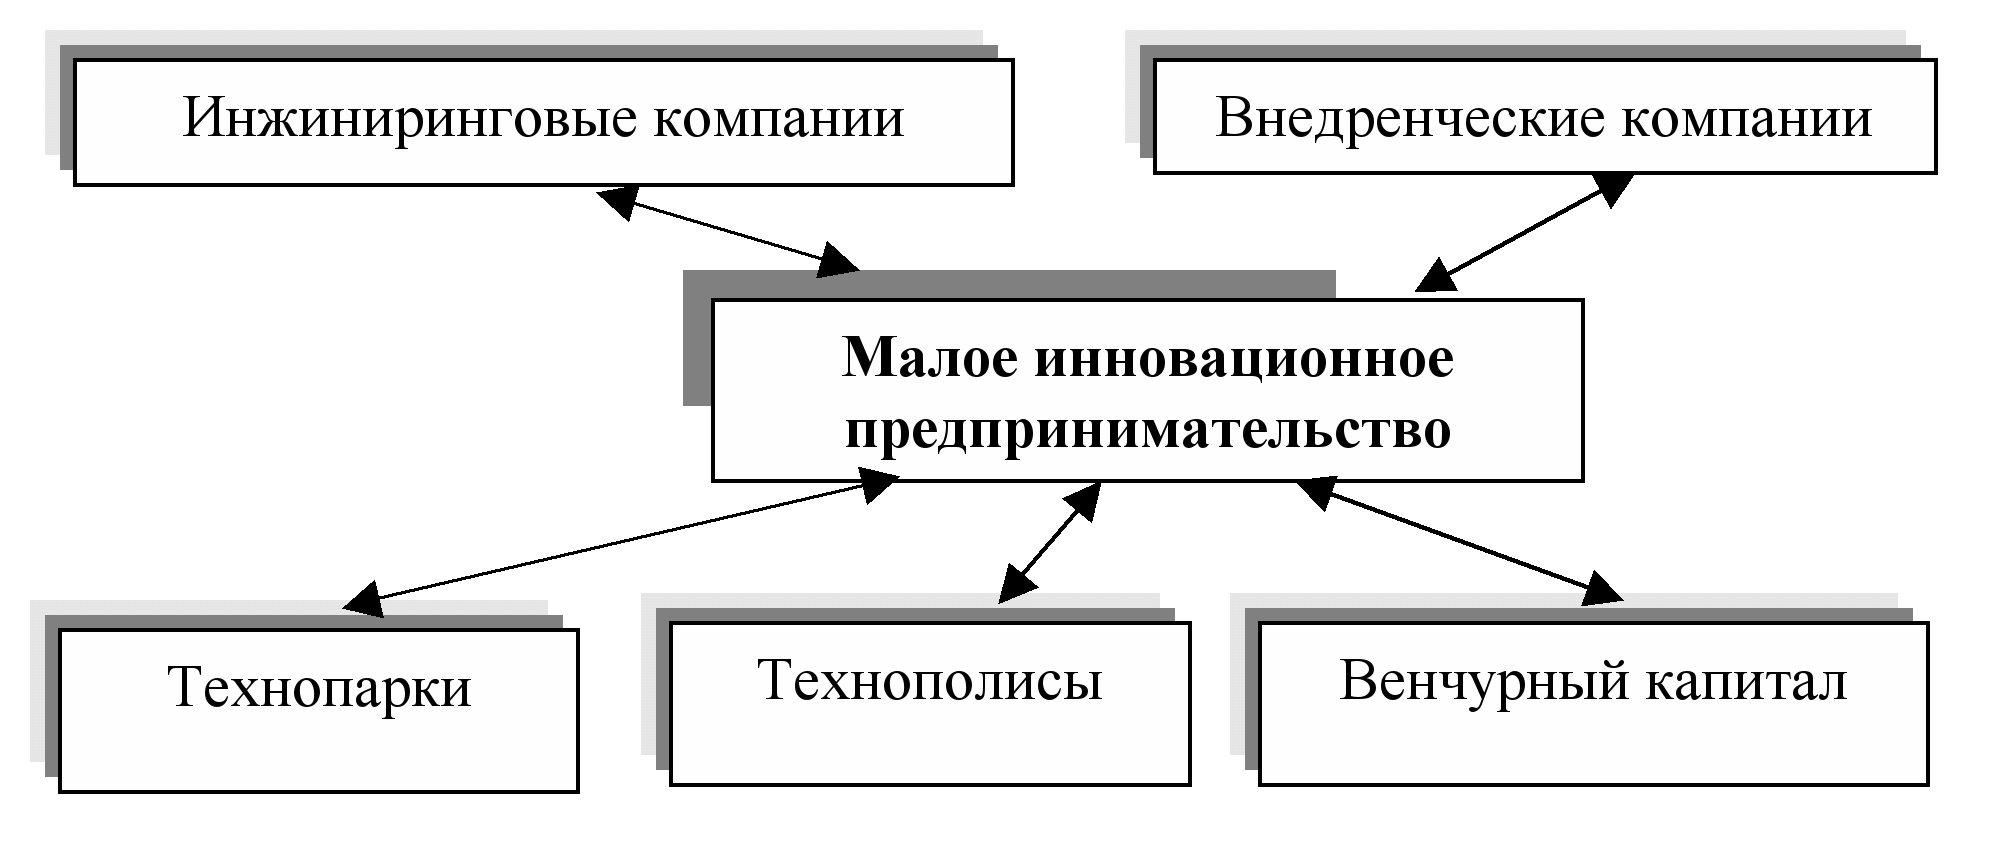 Инжиниринговые компании
Внедренческие компании
Малое инновационное
предпринимательство
Технопарки
Технополисы
Венчурный капитал